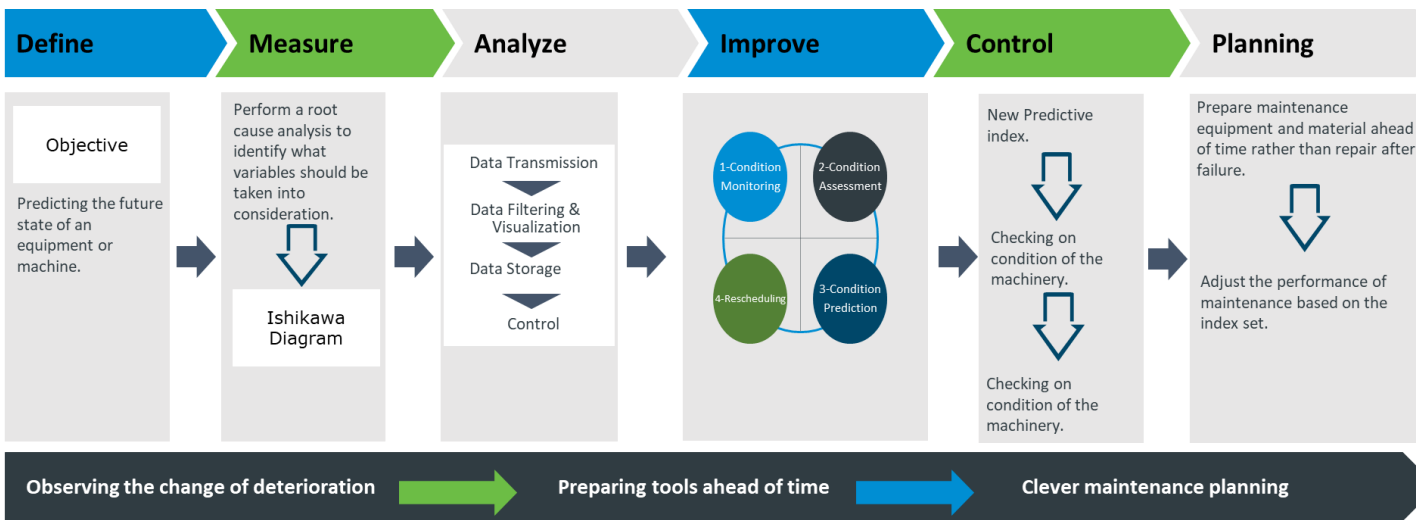 Define
Measure
Analyze
Improve
Control
Planning
Objective
Predicting the future
state of an
equipment or
machine.
Perform a root
cause analysis to
identify what
variables should be
taken into
consideration.
Ishikawa
Diagram
Data Transmission
Data Filtering &
Visualization
Data Storage
Control
1-Condition
Monitoring
2-Condition
Assessment
4-Rescheduling
3-Condition
Prediction
New Predictive
index.
Checking on
condition of the
machinery.
Checking on
condition of the
machinery.
Prepare maintenance
equipment and material ahead
of time rather than repair after
failure.
Adjust the performance of
maintenance based on the
index set.
Observing the change of deterioration
Preparing tools ahead of time
Clever maintenance planning